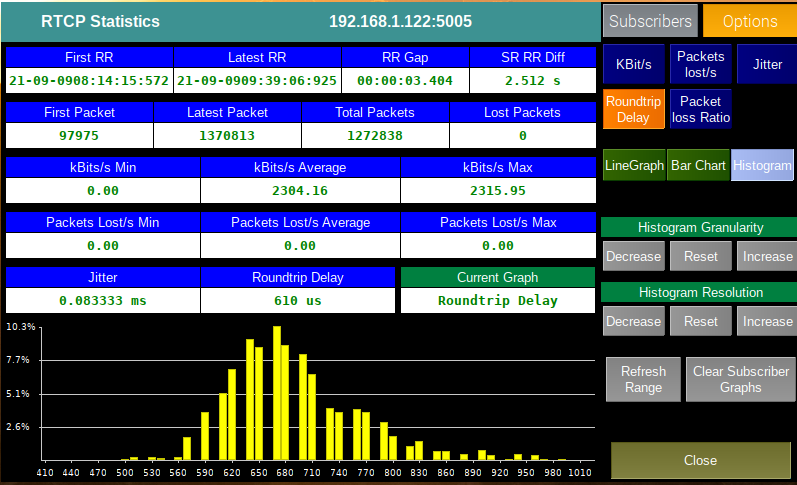 RTCP Statistics 192.168.1.122:5005
Subscribers Options
First RR Latest RR RR Gap SR RR Diff
21-09-0908:14:15:572 21-09-0909:39:06:925 00:00:03.404 2.512 s
KBit/s Packets lost/s Jitter
Roundtrip Delay Packet loss Ratio
First Packet Latest Packet Total Packets Lost Packets
97975 1370813 1272838 0
LineGraph Bar Chart Histogram
kBits/s Min kBits/s Average kBits/s Max
0.00 2304.16 2315.95
Packets Lost/s Min Packets Lost/s Average Packets Lost/s Max
0.00 0.00 0.00
Histogram Granularity
Decrease Reset Increase
Jitter Roundtrip Delay Current Graph
0.083333 ms 610 us Roundtrip Delay
Histogram Resolution
Decrease Reset Increase
10.3%
7.7%
5.1%
2.6%
410 440 470 500 530 560 590 620 650 680 710 740 770 800 830 860 890 920 950 980 1010
Refresh Range Clear Subscriber Graphs
Close